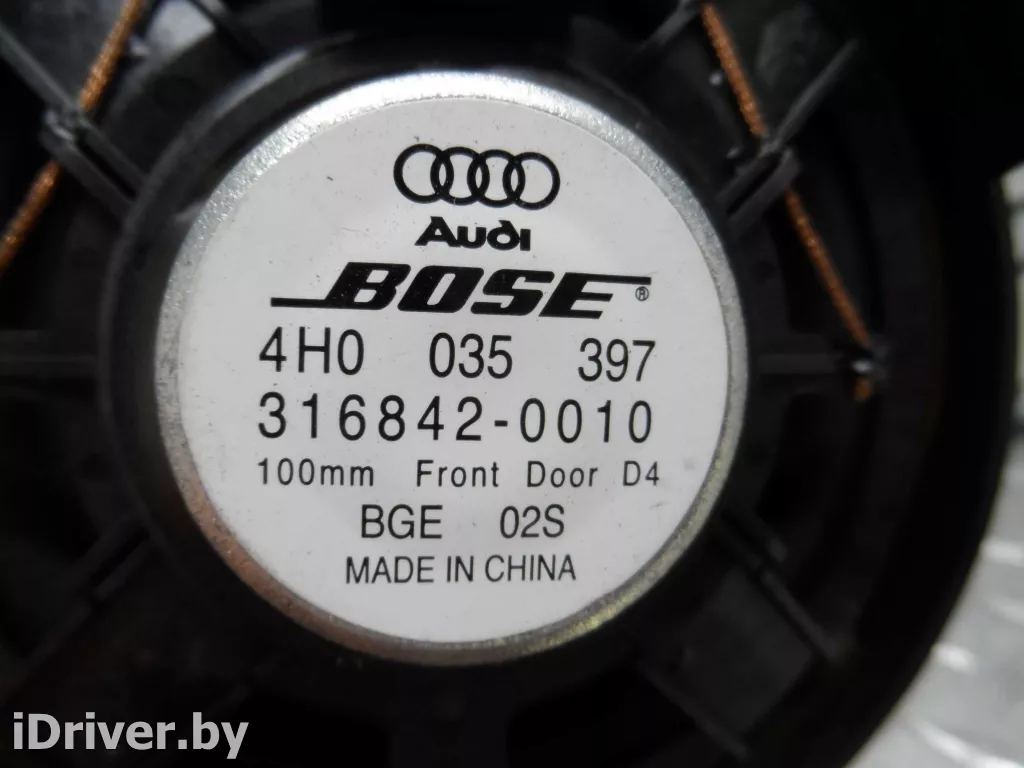 Audi
BOSE®
4H0 035 397
316842-0010
100mm Front Door D4
BGE 02S
MADE IN CHINA
iDriver.by